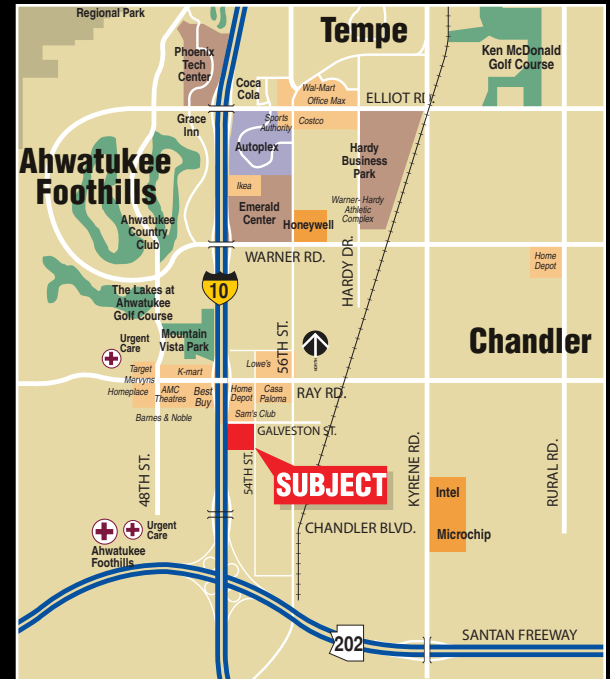 Regional Park
Tempe
Phoenix
Tech
Center
Ken McDonald
Golf Course
Coca
Cola
Wal-Mart
Office Max
ELLIOT RD.
Grace
Inn
Sports
Authority
Costco
Autoplex
Hardy
Business
Park
Ahwatukee
Foothills
Ikea
Emerald
Center
Honeywell
Warner- Hardy
Athletic
Complex
Ahwatukee
Country
Club
WARNER RD.
HARDY DR.
Home
Depot
10
The Lakes at
Ahwatukee
Golf Course
Urgent
Care
Mountain
Vista Park
56TH ST.
NORTH
Chandler
Lowe's
Target
Mervyns
K-mart
Homeplace
AMC
Theatres
Best
Buy
Home
Depot
Casa
Paloma
RAY RD.
Barnes & Noble
Sam's Club
GALVESTON ST.
48TH ST.
54TH ST.
SUBJECT
KYRENE RD.
RURAL RD.
Intel
Microchip
Urgent
Care
Ahwatukee
Foothills
CHANDLER BLVD.
202
SANTAN FREEWAY